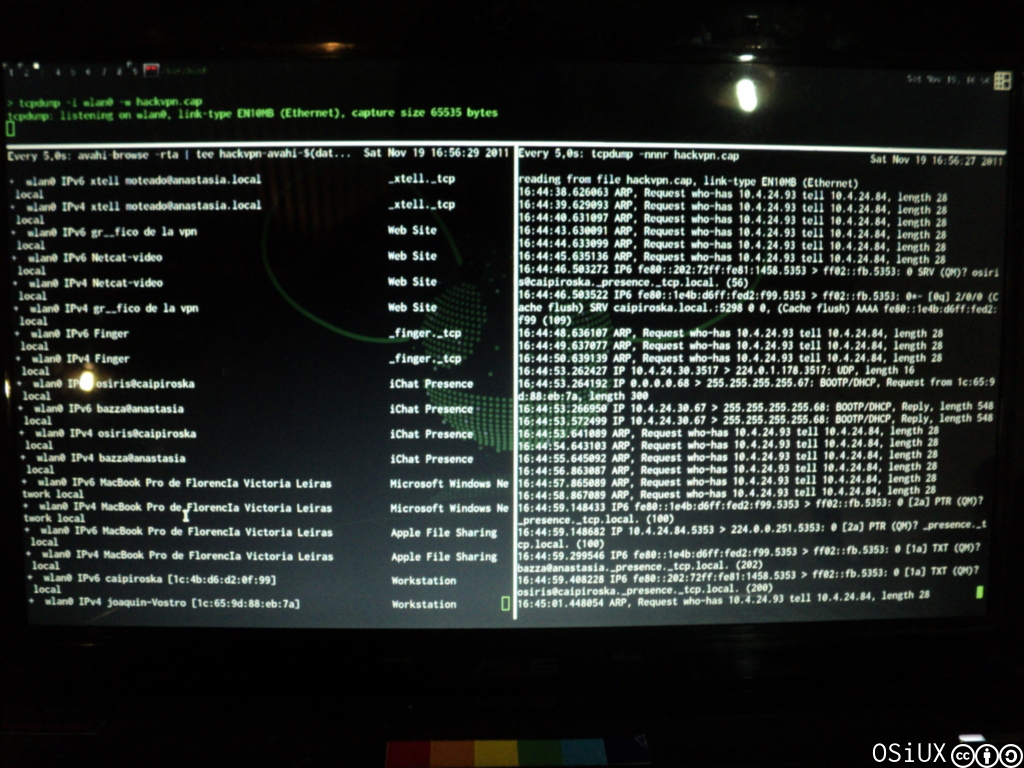 1 2 3 4 5 6 7 8 9
> tcpdump -i wlan0 -w hackvpn.cap
tcpdump: listening on wlan0, link-type EN10MB (Ethernet), capture size 65535 bytes
Every 5,0s: avahi-browse -rta | tee hackvpn-avahi-$(dat... Sat Nov 19 16:56:29 2011
+ wlan0 IPv6 xtell moteado@anastasia.local _xtell._tcp
local
+ wlan0 IPv4 xtell moteado@anastasia.local _xtell._tcp
local
+ wlan0 IPv6 gr__fico de la vpn Web Site
local
+ wlan0 IPv6 Netcat-video Web Site
local
+ wlan0 IPv4 Netcat-video Web Site
local
+ wlan0 IPv4 gr__fico de la vpn Web Site
local
+ wlan0 IPv6 Finger _finger._tcp
local
+ wlan0 IPv4 Finger _finger._tcp
local
+ wlan0 osiris@caipiroska iChat Presence
local
+ wlan0 IPv6 bazza@anastasia iChat Presence
local
+ wlan0 IPv4 osiris@caipiroska iChat Presence
local
+ wlan0 IPv4 bazza@anastasia iChat Presence
local
+ wlan0 IPv6 MacBook Pro de FlorencIa Victoria Leiras Microsoft Windows Ne
twork local
+ wlan0 IPv4 MacBook Pro de FlorencIa Victoria Leiras Microsoft Windows Ne
twork local
+ wlan0 IPv6 MacBook Pro de FlorencIa Victoria Leiras Apple File Sharing
local
+ wlan0 IPv4 MacBook Pro de FlorencIa Victoria Leiras Apple File Sharing
local
+ wlan0 IPv6 caipiroska [1c:4b:d6:d2:0f:99] Workstation
local
+ wlan0 IPv4 joaquin-Vostro [1c:65:9d:88:eb:7a] Workstation
Every 5,0s: tcpdump -nnnr hackvpn.cap Sat Nov 19 16:56:27 2011
reading from file hackvpn.cap, link-type EN10MB (Ethernet)
16:44:38.626063 ARP, Request who-has 10.4.24.93 tell 10.4.24.84, length 28
16:44:39.629093 ARP, Request who-has 10.4.24.93 tell 10.4.24.84, length 28
16:44:40.631097 ARP, Request who-has 10.4.24.93 tell 10.4.24.84, length 28
16:44:43.630091 ARP, Request who-has 10.4.24.93 tell 10.4.24.84, length 28
16:44:44.633099 ARP, Request who-has 10.4.24.93 tell 10.4.24.84, length 28
16:44:45.635136 ARP, Request who-has 10.4.24.93 tell 10.4.24.84, length 28
16:44:46.503272 IP6 fe80::202:72ff:fe81:1458.5353 > ff02::fb.5353: 0 SRV (QM)? osiri
s@caipiroska._presence._tcp.local. (56)
16:44:46.503522 IP6 fe80::1e4b:d6ff:fed2:f99.5353 > ff02::fb.5353: 0*- [0q] 2/0/0 (C
ache flush) SRV caipiroska.local.:5298 0 0, (Cache flush) AAAA fe80::1e4b:d6ff:fed2:
f99 (109)
16:44:48.636107 ARP, Request who-has 10.4.24.93 tell 10.4.24.84, length 28
16:44:49.637077 ARP, Request who-has 10.4.24.93 tell 10.4.24.84, length 28
16:44:50.639139 ARP, Request who-has 10.4.24.93 tell 10.4.24.84, length 28
16:44:53.262427 IP 10.4.24.30.3517 > 224.0.1.178.3517: UDP, length 16
16:44:53.264192 IP 0.0.0.0.68 > 255.255.255.255.67: BOOTP/DHCP, Request from 1c:65:9
d:88:eb:7a, length 300
16:44:53.266950 IP 10.4.24.30.67 > 255.255.255.255.68: BOOTP/DHCP, Reply, length 548
16:44:53.572499 IP 10.4.24.30.67 > 255.255.255.255.68: BOOTP/DHCP, Reply, length 548
16:44:53.641089 ARP, Request who-has 10.4.24.93 tell 10.4.24.84, length 28
16:44:54.643103 ARP, Request who-has 10.4.24.93 tell 10.4.24.84, length 28
16:44:55.645092 ARP, Request who-has 10.4.24.93 tell 10.4.24.84, length 28
16:44:56.863087 ARP, Request who-has 10.4.24.93 tell 10.4.24.84, length 28
16:44:57.865089 ARP, Request who-has 10.4.24.93 tell 10.4.24.84, length 28
16:44:58.867089 ARP, Request who-has 10.4.24.93 tell 10.4.24.84, length 28
16:44:59.148433 IP6 fe80::1e4b:d6ff:fed2:f99.5353 > ff02::fb.5353: 0 [2a] PTR (QM)?
_presence._tcp.local. (100)
16:44:59.148682 IP 10.4.24.84.5353 > 224.0.0.251.5353: 0 [2a] PTR (QM)? _presence._t
cp.local. (100)
16:44:59.299546 IP6 fe80::1e4b:d6ff:fed2:f99.5353 > ff02::fb.5353: 0 [1a] TXT (QM)?
bazza@anastasia._presence._tcp.local. (202)
16:44:59.408228 IP6 fe80::202:72ff:fe81:1458.5353 > ff02::fb.5353: 0 [1a] TXT (QM)?
osiris@caipiroska._presence._tcp.local. (200)
16:45:01.448054 ARP, Request who-has 10.4.24.93 tell 10.4.24.84, length 28
OSiUX